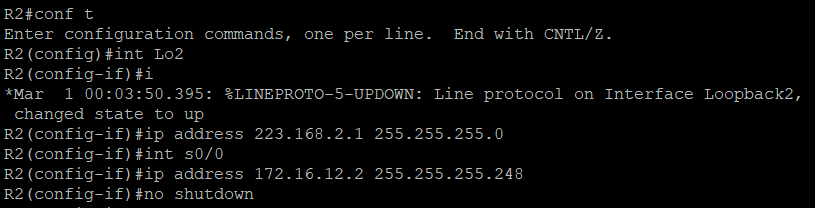 R2#conf t
Enter configuration commands, one per line.  End with CNTL/Z.
R2(config)#int Lo2
R2(config-if)#i
*Mar  1 00:03:50.395: %LINEPROTO-5-UPDOWN: Line protocol on Interface Loopback2,
 changed state to up
R2(config-if)#ip address 223.168.2.1 255.255.255.0
R2(config-if)#int s0/0
R2(config-if)#ip address 172.16.12.2 255.255.255.248
R2(config-if)#no shutdown